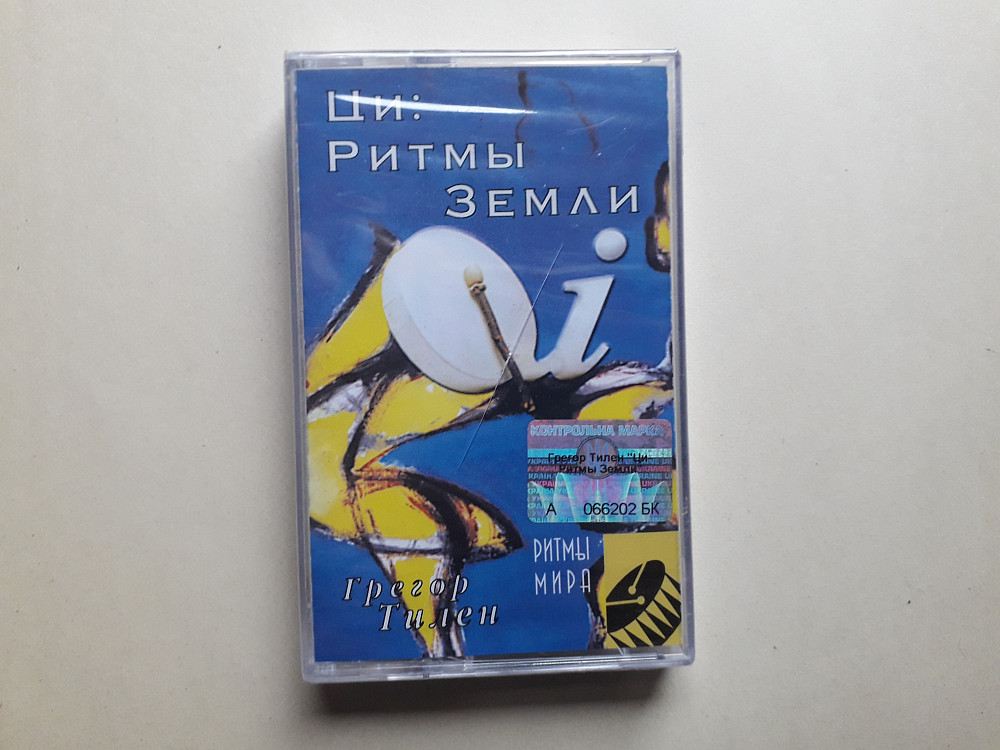 Ци:
Ритмы
Земли
Qi
КОНТРОЛЬНА МАРКА
Грегор Тилен "Ци:
Ритмы Земли
А 066202 БК
РИТМЫ
МИРА
Грегор
Тилен